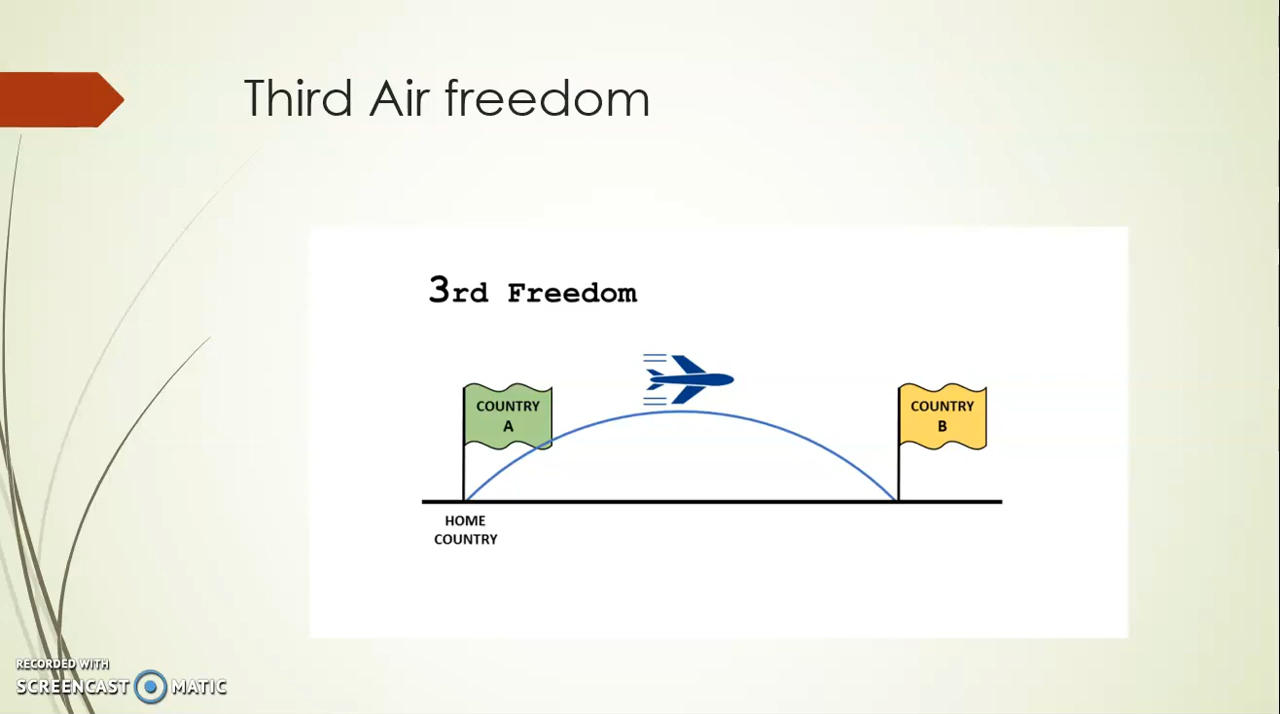 Third Air freedom
3rd Freedom
COUNTRY
A
COUNTRY
B
HOME
COUNTRY
RECORDED WITH
SCREENCAST MATIC